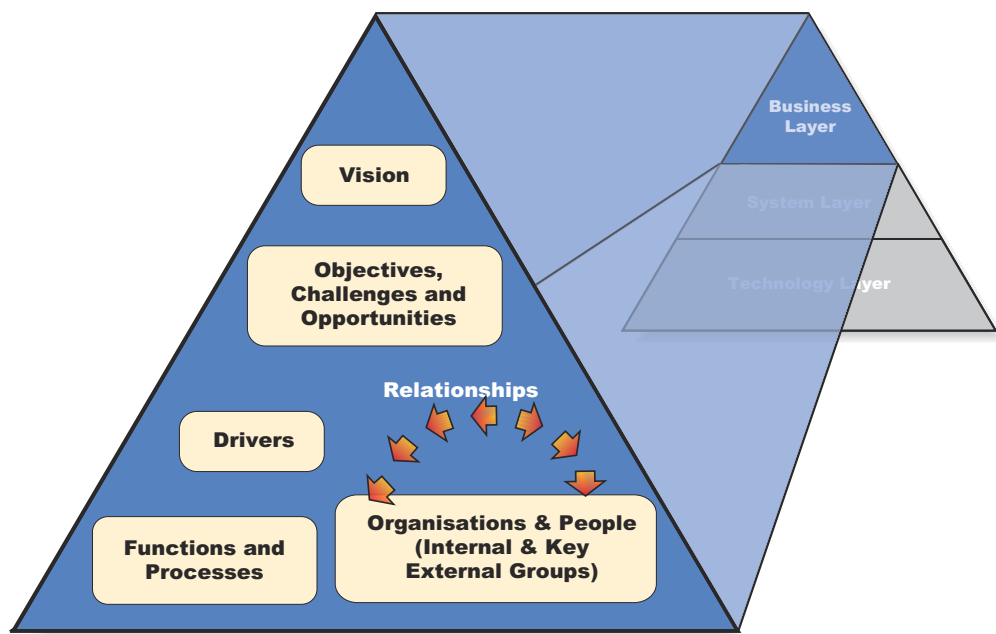 Business
Layer
Vision
System Layer
Objectives,
Challenges and
Opportunities
Technology Layer
Relationships
Drivers
Organisations & People
(Internal & Key
External Groups)
Functions and
Processes